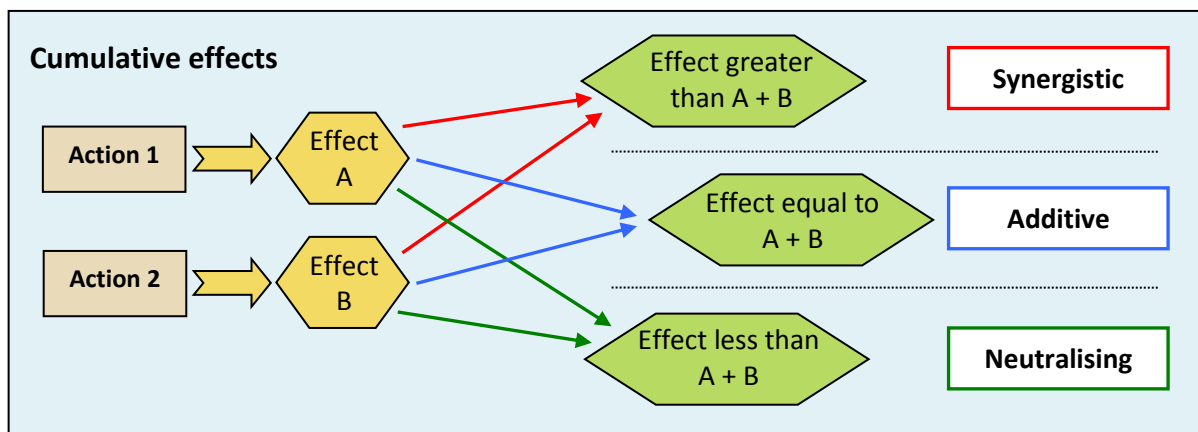 Cumulative effects
Action 1
Effect
A
Effect greater
than A + B
Synergistic
Effect equal to
A + B
Additive
Action 2
Effect
B
Effect less than
A + B
Neutralising